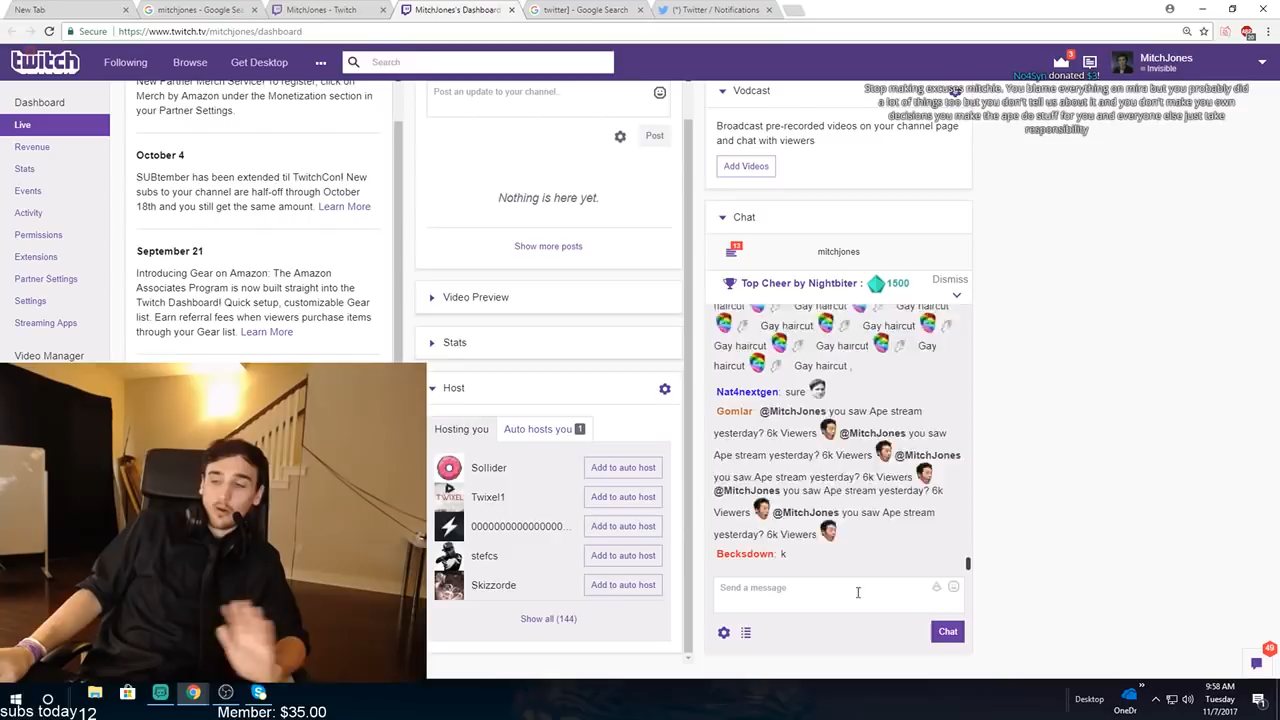 New Tab
mitchjones - Google Se
MitchJones - Twitch
MitchJones's Dashboard
twitter] - Google Search
(*) Twitter / Notifications
Secure
https://www.twitch.tv/mitchjones/dashboard
twitch
Following
Browse
Get Desktop
Search
3
MitchJones
Invisible
No4Syn donated $3!
Stop making excuses mitchie. You blame everything on mira but you probably did
a lot of things too but you don't tell us about it and you don't make you own
decisions you make the ape do stuff for you and everyone else just take
responsibility
Dashboard
Live
Revenue
Stats
Events
Activity
Permissions
Extensions
Partner Settings
Settings
Streaming Apps
Video Manager
New Partner Merch Servicer To register, click on
Merch by Amazon under the Monetization section in
your Partner Settings.
October 4
SUBtember has been extended til TwitchCon! New
subs to your channel are half-off through October
18th and you still get the same amount. Learn More
September 21
Introducing Gear on Amazon: The Amazon
Associates Program is now built straight into the
Twitch Dashboard! Quick setup, customizable Gear
list. Earn referral fees when viewers purchase items
through your Gear list. Learn More
Post an update to your channel..
Post
Nothing is here yet.
Show more posts
Video Preview
Stats
Host
Hosting you
Auto hosts you 1
Sollider
Add to auto host
Twixel1
Add to auto host
0000000000000000...
Add to auto host
stefcs
Add to auto host
Skizzorde
Add to auto host
Show all (144)
Vodcast
Broadcast pre-recorded videos on your channel page
and chat with viewers
Add Videos
Chat
13
mitchjones
Top Cheer by Nightbiter : 1500
Dismiss
haircut Gay haircut Gay haircut
Gay haircut Gay haircut
Gay haircut Gay haircut Gay
haircut Gay haircut ,
Nat4nextgen: sure
Gomlar @MitchJones you saw Ape stream
yesterday? 6k Viewers @MitchJones you saw
Ape stream yesterday? 6k Viewers @MitchJones
you saw Ape stream yesterday? 6k Viewers
@MitchJones you saw Ape stream yesterday? 6k
Viewers @MitchJones you saw Ape stream
yesterday? 6k Viewers
Becksdown: k
Send a message
Chat
49
subs today 12
Member: $35.00
Desktop
OneDr
9:58 AM
Tuesday
11/7/2017